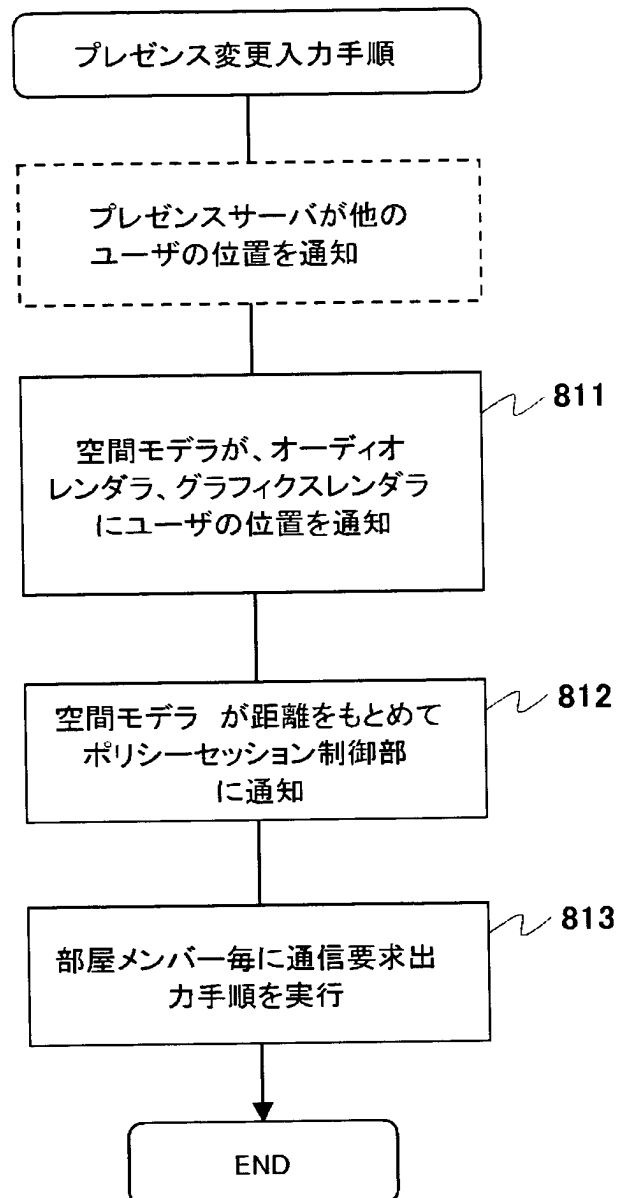 プレゼンス変更入力手順
プレゼンスサーバが他の
ユーザの位置を通知
811
空間モデラが、オーディオ
レンダラ、グラフィクスレンダラ
にユーザの位置を通知
812
空間モデラ が距離をもとめて
ポリシーセッション制御部
に通知
813
部屋メンバー毎に通信要求出
力手順を実行
END